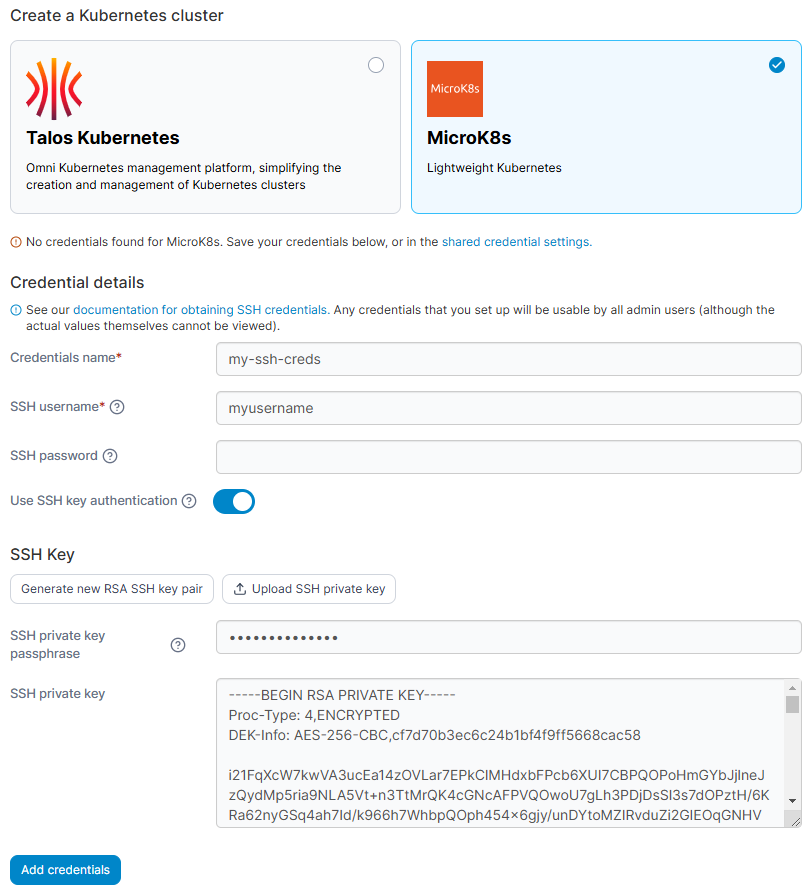 Create a Kubernetes cluster
Talos Kubernetes
Omni Kubernetes management platform, simplifying the
creation and management of Kubernetes clusters
MicroK8s
MicroK8s
Lightweight Kubernetes
No credentials found for MicroK8s. Save your credentials below, or in the shared credential settings.
Credential details
See our documentation for obtaining SSH credentials. Any credentials that you set up will be usable by all admin users (although the
actual values themselves cannot be viewed).
Credentials name*
my-ssh-creds
SSH username*
myusername
SSH password
Use SSH key authentication
SSH Key
Generate new RSA SSH key pair
Upload SSH private key
SSH private key
passphrase
••••••••••••••
SSH private key
-----BEGIN RSA PRIVATE KEY-----
Proc-Type: 4,ENCRYPTED
DEK-Info: AES-256-CBC,cf7d70b3ec6c24b1bf4f9ff5668cac58
i21FqXcW7kwVA3ucEa14zOVLar7EPkCIMHdxbFPcb6XUI7CBPQOPoHmGYbJjIneJ
zQydMp5ria9NLA5Vt+n3TtMrQK4cGNcAFPVQOwoU7gLh3PDjDsSI3s7dOPztH/6K
Ra62nyGSq4ah7Id/k966h7WhbpQOph454x6gjy/unDYtoMZIRvduZi2GIEOqGNHV
Add credentials